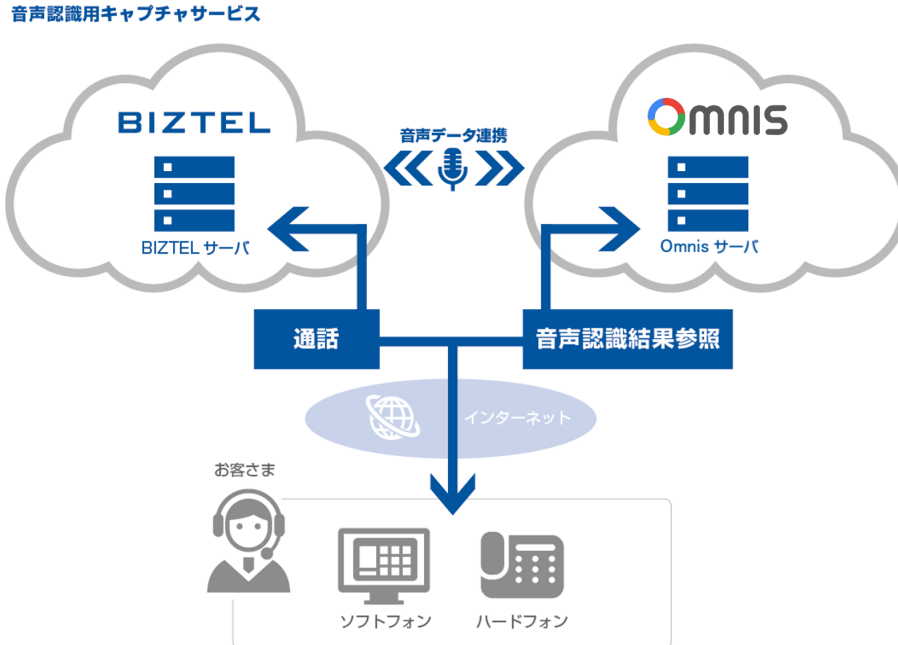 音声認識用キャプチャサービス
BIZTEL
OMNIS
音声データ連携
BIZTEL サーバ
Omnis サーバ
通話
音声認識結果参照
インターネット
お客さま
ソフトフォン
ハードフォン